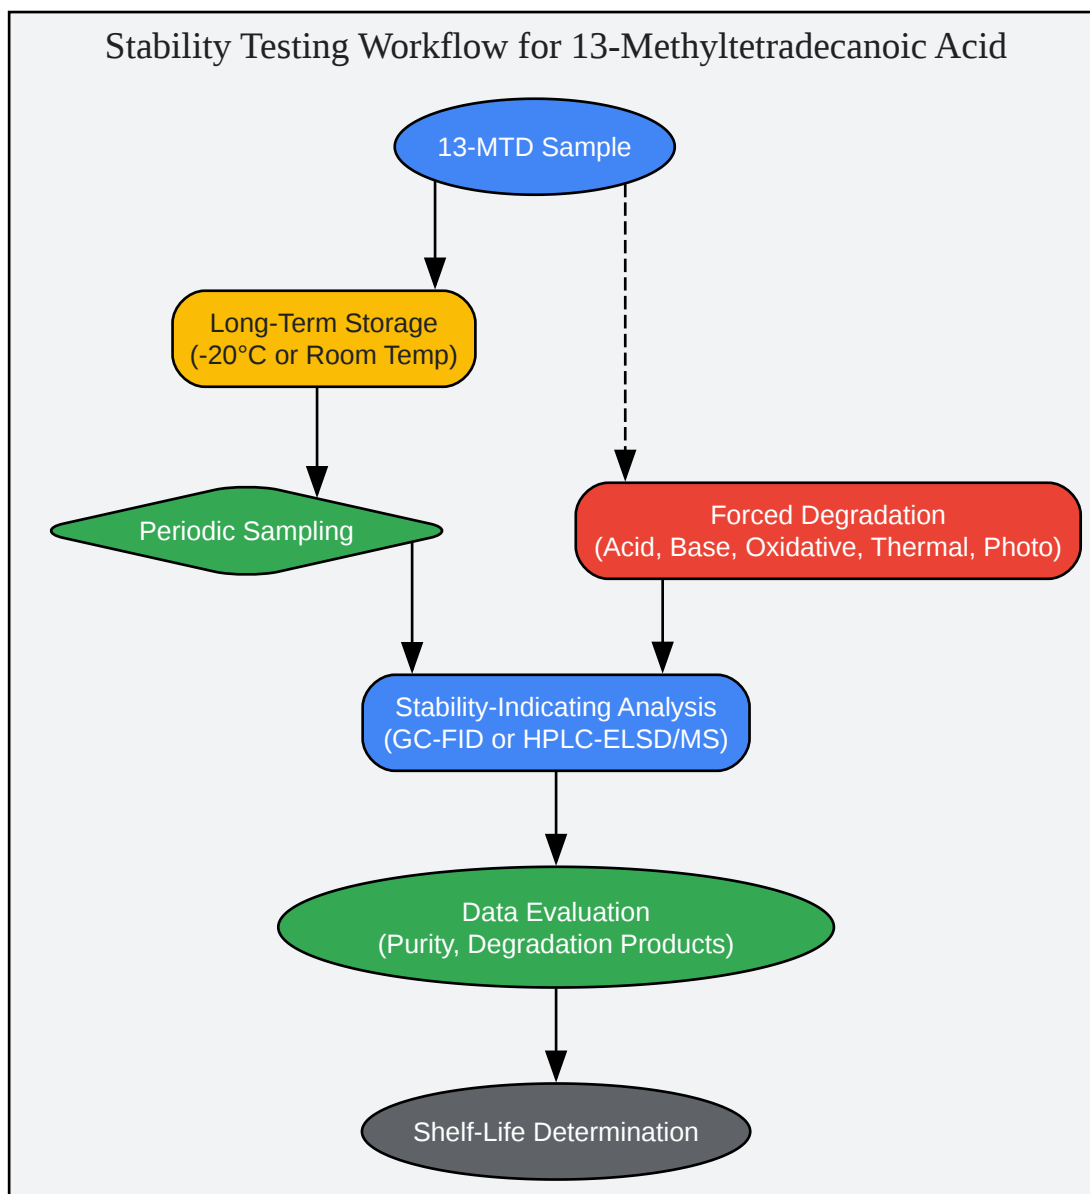 Stability Testing Workflow for 13-Methyltetradecanoic Acid
13-MTD Sample
Long-Term Storage
(-20°C or Room Temp)
Periodic Sampling
Forced Degradation
(Acid, Base, Oxidative, Thermal, Photo)
Stability-Indicating Analysis
(GC-FID or HPLC-ELSD/MS)
Data Evaluation
(Purity, Degradation Products)
Shelf-Life Determination